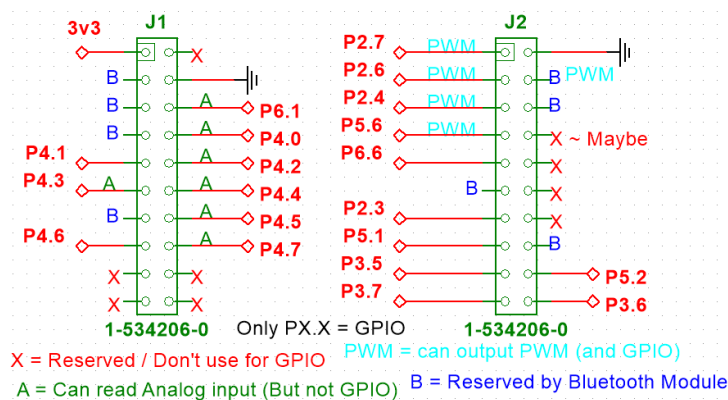 J1 J2
3v3 X P2.7 PWM
B P2.6 PWM B PWM
B A P6.1 P2.4 PWM B
B A P4.0 P5.6 PWM X ~ Maybe
P4.1 A P4.2 P6.6 X
P4.3 A A P4.4 B X
B A P4.5 P2.3 X
P4.6 A P4.7 P5.1 B
X X P3.5 P5.2
X X P3.7 P3.6
1-534206-0 Only PX.X = GPIO 1-534206-0
X = Reserved / Don't use for GPIO PWM = can output PWM (and GPIO)
A = Can read Analog input (But not GPIO) B = Reserved by Bluetooth Module